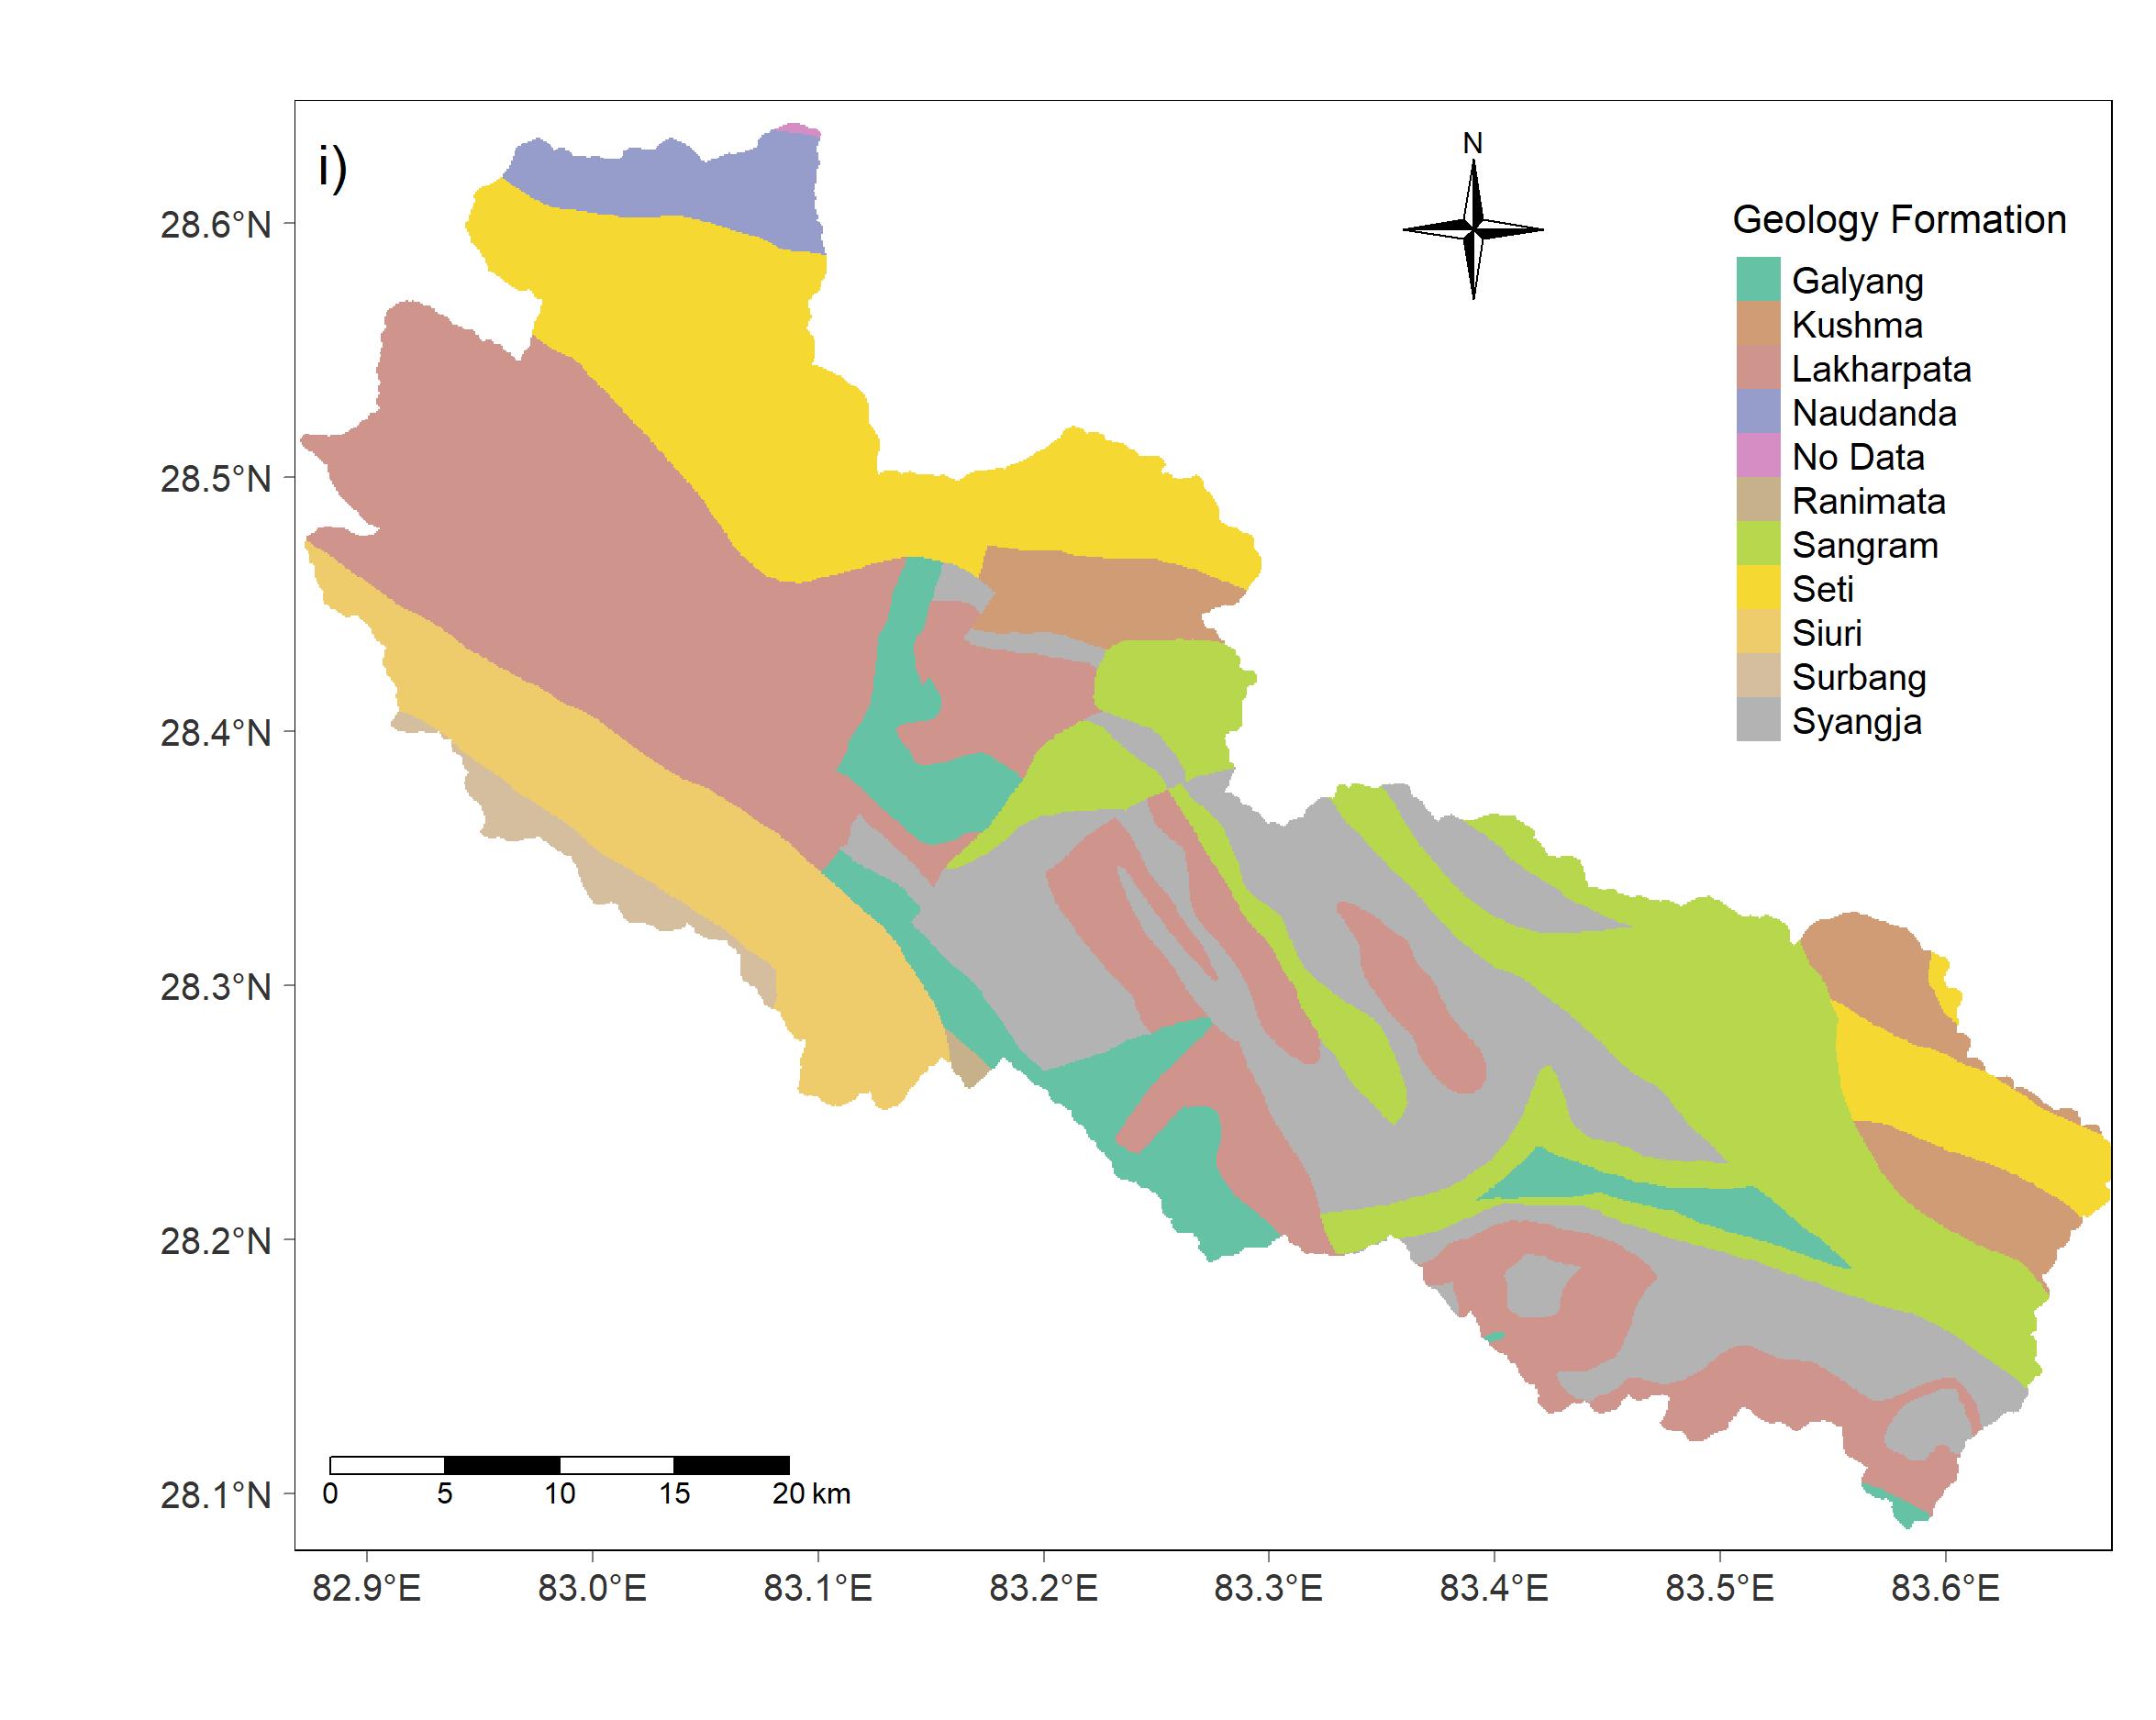 i)
N
Geology Formation
Galyang
Kushma
Lakharpata
Naudanda
No Data
Ranimata
Sangram
Seti
Siuri
Surbang
Syangja
28.6°N
28.5°N
28.4°N
28.3°N
28.2°N
28.1°N
0 5 10 15 20 km
82.9°E 83.0°E 83.1°E 83.2°E 83.3°E 83.4°E 83.5°E 83.6°E